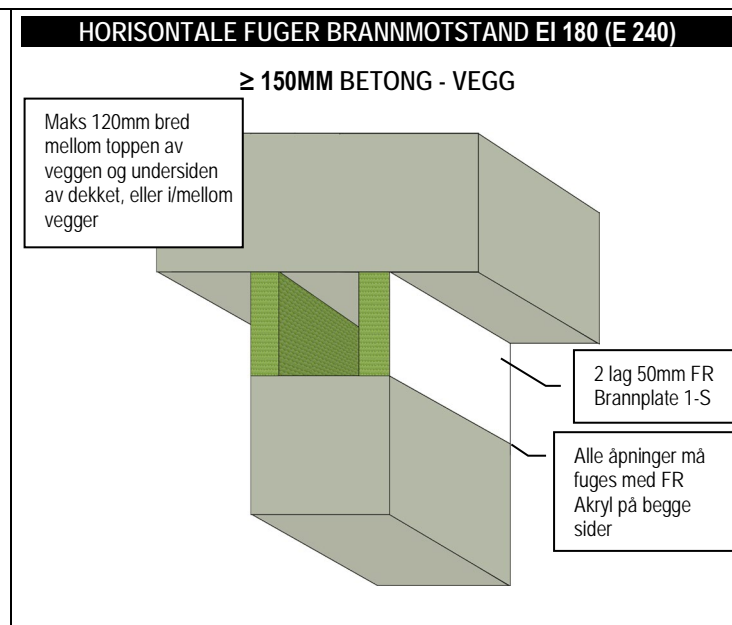 HORISONTALE FUGER BRANNMOTSTAND EI 180 (E 240)
≥ 150MM BETONG - VEGG
Maks 120mm bred
mellom toppen av
veggen og undersiden
av dekket, eller i/mellom
vegger
2 lag 50mm FR
Brannplate 1-S
Alle åpninger må
fuges med FR
Akryl på begge
sider